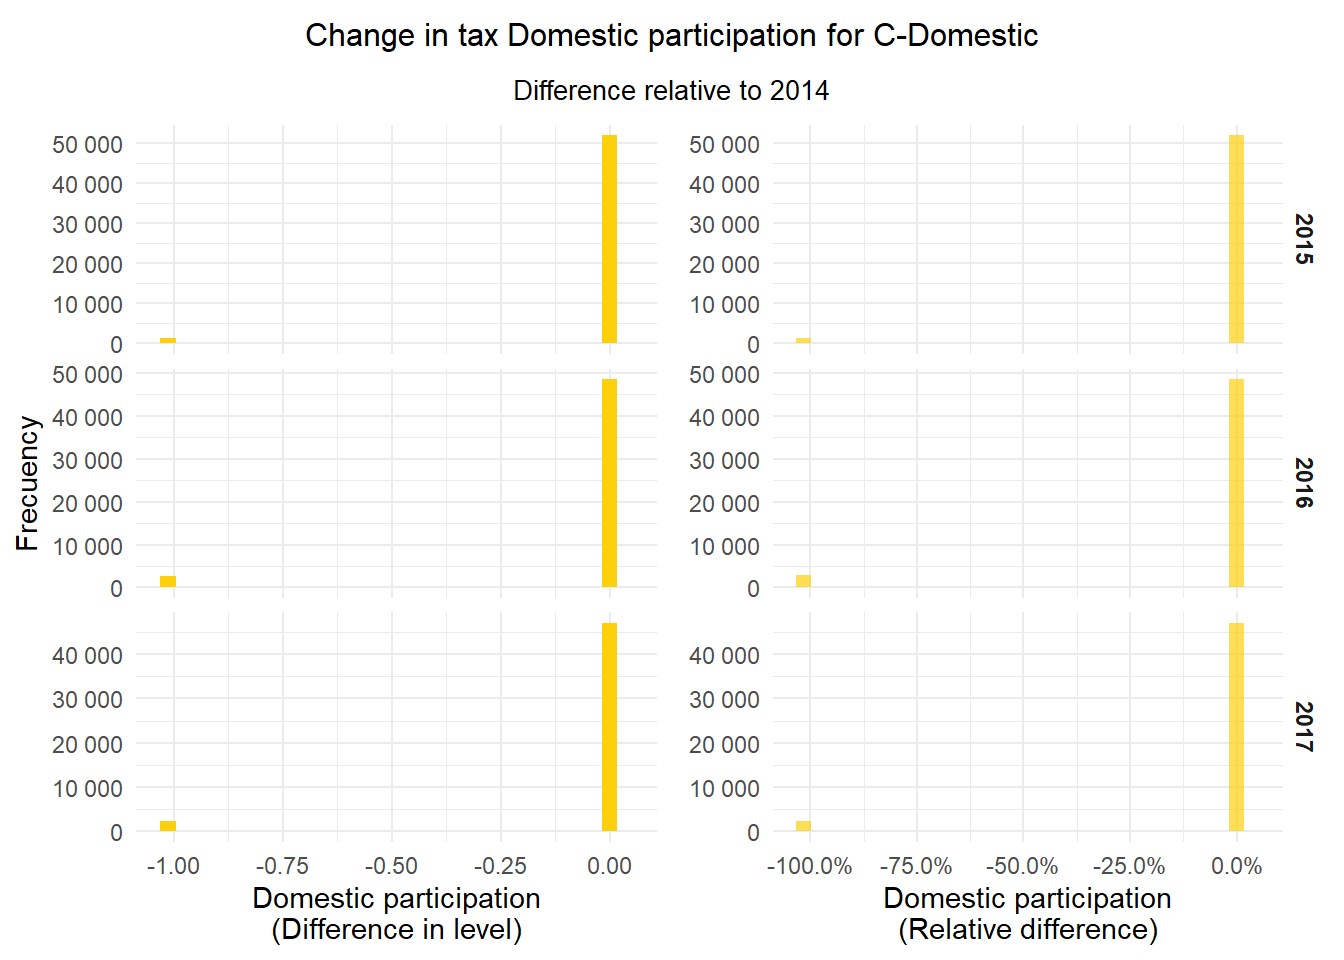 Change in tax Domestic participation for C-Domestic
Difference relative to 2014
50 000 50 000
40 000 40 000
30 000 30 000
20 000 20 000
10 000 10 000
0 0
2015
50 000 50 000
40 000 40 000
30 000 30 000
20 000 20 000
10 000 10 000
0 0
2016
Frecuency
40 000 40 000
30 000 30 000
20 000 20 000
10 000 10 000
0 0
2017
-1.00 -0.75 -0.50 -0.25 0.00 -100.0% -75.0% -50.0% -25.0% 0.0%
Domestic participation Domestic participation
(Difference in level) (Relative difference)